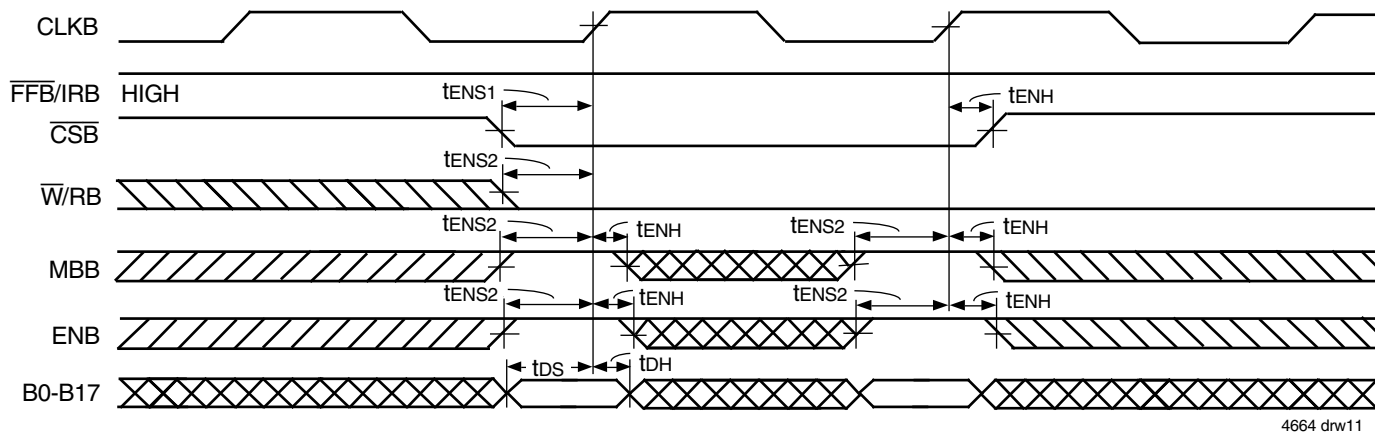 CLKB
FFB/IRB HIGH
tENS1
tENH
CSB
tENS2
W/RB
tENS2
tENH
tENS2
tENH
MBB
tENS2
tENH
tENS2
tENH
ENB
tDS
tDH
B0-B17
4664 drw11